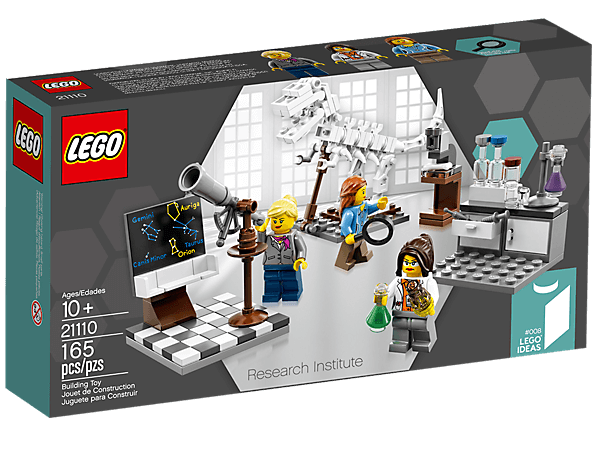 LEGO
21110
LEGO
LEGO
Gemini
Auriga
Taurus
Orion
Canis Minor
Ages/Edades
10+
21110
165
pcs/pzs
Building Toy
Jouet de Construction
Juguete para Construir
Research Institute
#008
LEGO
IDEAS